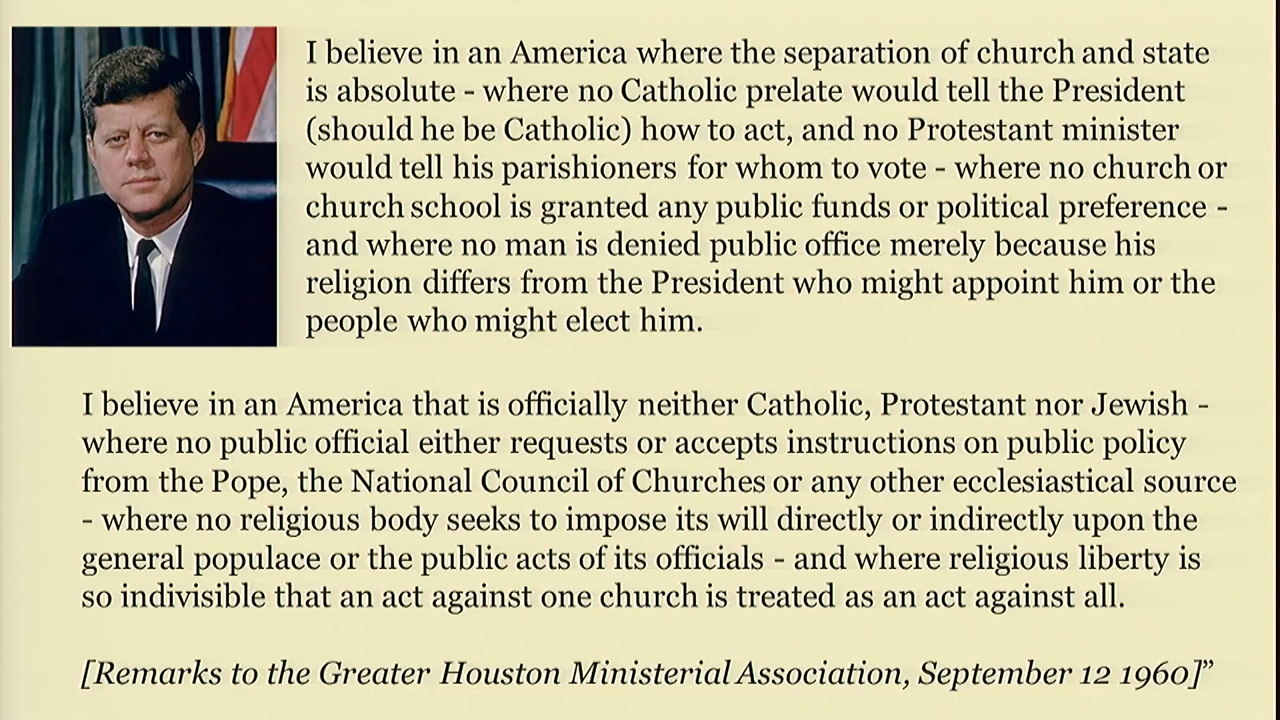 I believe in an America where the separation of church and state
is absolute - where no Catholic prelate would tell the President
(should he be Catholic) how to act, and no Protestant minister
would tell his parishioners for whom to vote - where no church or
church school is granted any public funds or political preference -
and where no man is denied public office merely because his
religion differs from the President who might appoint him or the
people who might elect him.
I believe in an America that is officially neither Catholic, Protestant nor Jewish -
where no public official either requests or accepts instructions on public policy
from the Pope, the National Council of Churches or any other ecclesiastical source
- where no religious body seeks to impose its will directly or indirectly upon the
general populace or the public acts of its officials - and where religious liberty is
so indivisible that an act against one church is treated as an act against all.
[Remarks to the Greater Houston Ministerial Association, September 12 1960]”